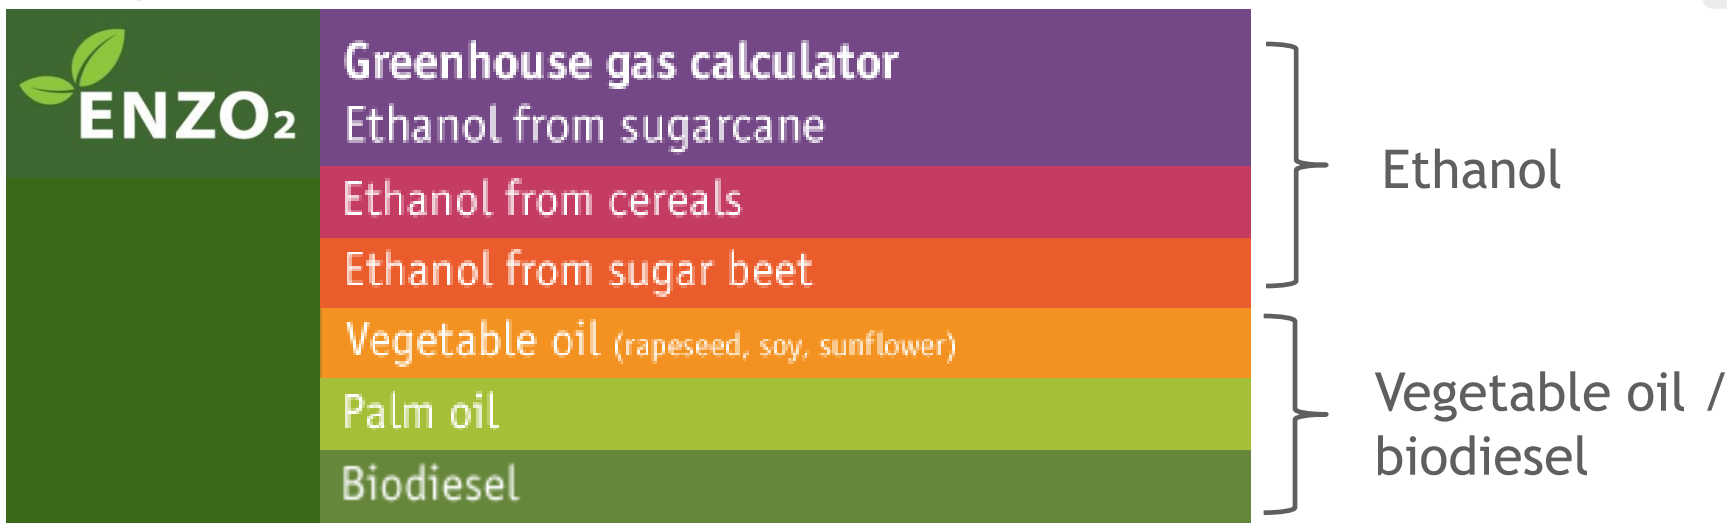 ENZO₂
Greenhouse gas calculator
Ethanol from sugarcane
Ethanol from cereals
Ethanol from sugar beet
Vegetable oil (rapeseed, soy, sunflower)
Palm oil
Biodiesel
Ethanol
Vegetable oil /
biodiesel